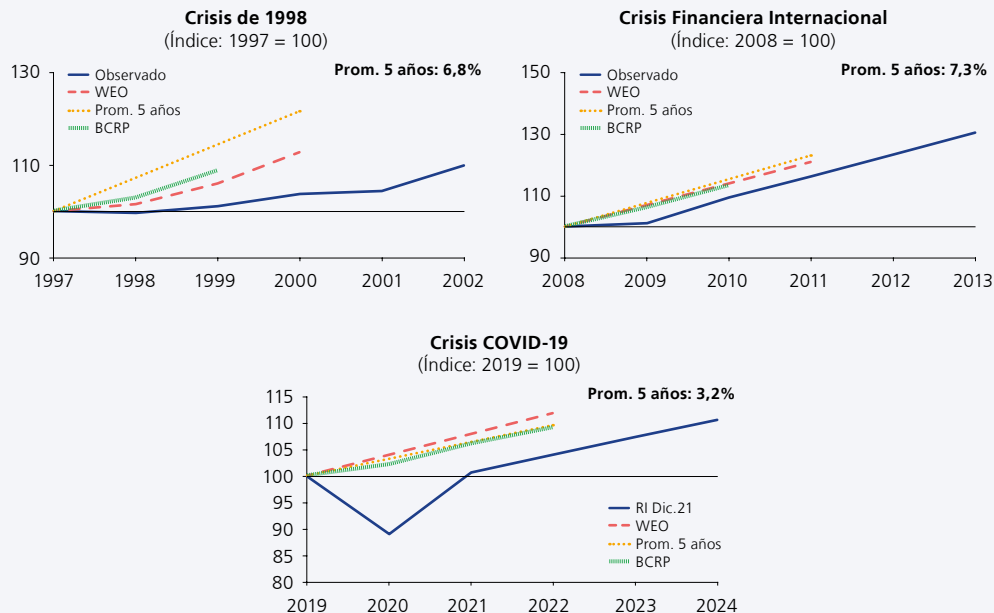 Crisis de 1998
(Índice: 1997 = 100)
Prom. 5 años: 6,8%
130
110
90
Observado
WEO
Prom. 5 años
BCRP
1997 1998 1999 2000 2001 2002
Crisis Financiera Internacional
(Índice: 2008 = 100)
Prom. 5 años: 7,3%
150
130
110
90
Observado
WEO
Prom. 5 años
BCRP
2008 2009 2010 2011 2012 2013
Crisis COVID-19
(Índice: 2019 = 100)
Prom. 5 años: 3,2%
115
110
105
100
95
90
85
80
RI Dic.21
WEO
Prom. 5 años
BCRP
2019 2020 2021 2022 2023 2024